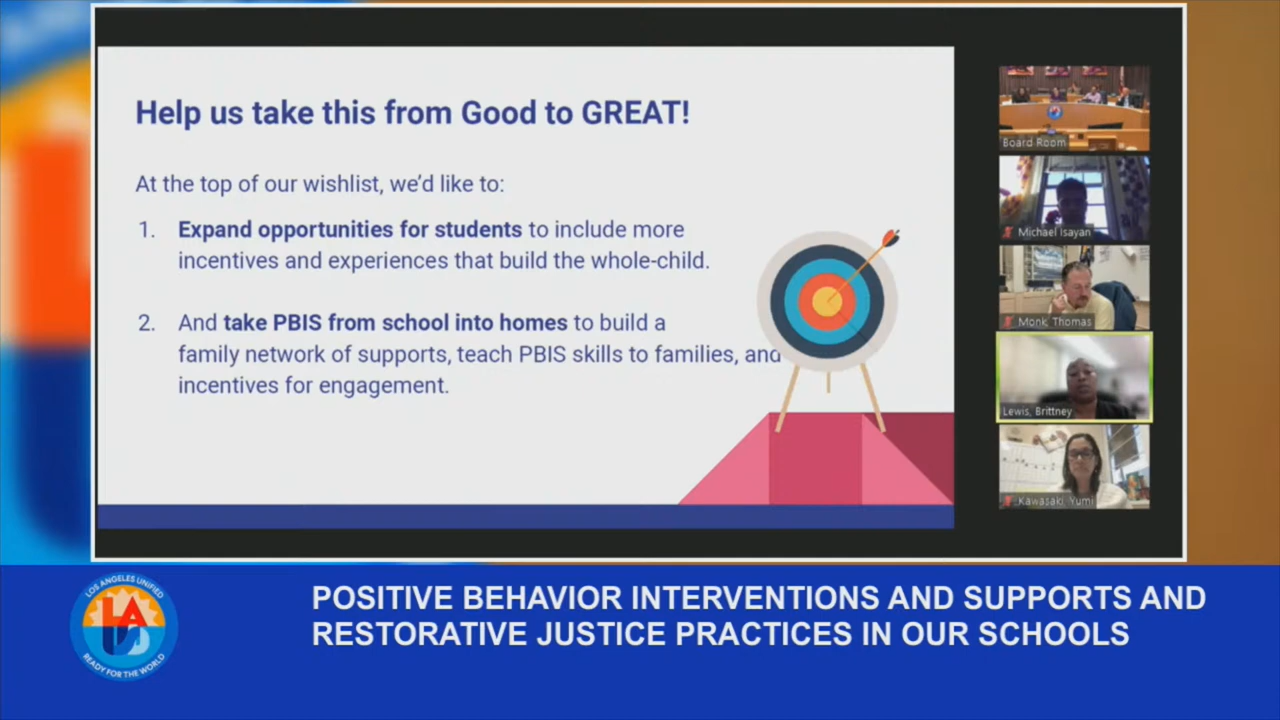 Help us take this from Good to GREAT!
At the top of our wishlist, we'd like to:
1. Expand opportunities for students to include more
incentives and experiences that build the whole-child.
2. And take PBIS from school into homes to build a
family network of supports, teach PBIS skills to families, and
incentives for engagement.
Board Room
Michael Isayan
Monk, Thomas
Lewis, Brittney
Kawasaki, Yumi
LOS ANGELES UNIFIED
LA
US
READY FOR THE WORLD
POSITIVE BEHAVIOR INTERVENTIONS AND SUPPORTS AND
RESTORATIVE JUSTICE PRACTICES IN OUR SCHOOLS